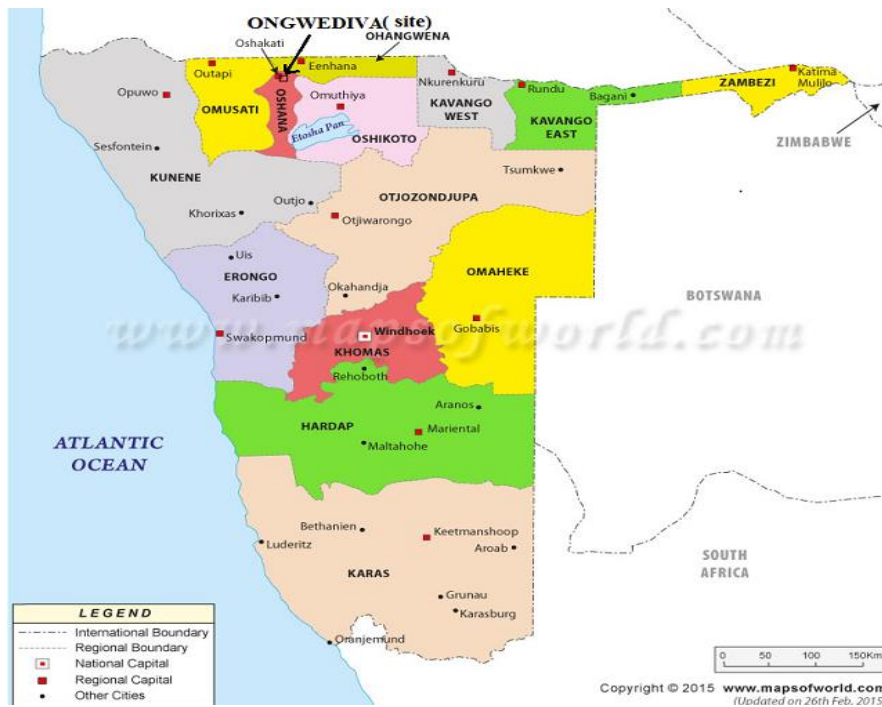 ONGWEDIVA( site)
OHANGWENA
Oshakati
Eenhana
Outapi
Opuwo
OMUSATI
OSHANA
Omuthiya
Etosha Pan
OSHIKOTO
Nkurenkuru
KAVANGO
WEST
Rundu
Bagani
KAVANGO
EAST
ZAMBEZI
Katima
Mulilo
ZIMBABWE
Sesfontein
KUNENE
Tsumkwe
OTJOZONDJUPA
Outjo
Khorixas
Otjiwarongo
Uis
ERONGO
Karibib
Okahandja
OMAHEKE
BOTSWANA
www.mapsofworld.com
Swakopmund
Windhoek
Gobabis
KHOMAS
Rehoboth
Aranos
HARDAP
Mariental
Maltahohe
ATLANTIC
OCEAN
Bethanien
Keetmanshoop
Luderitz
Aroab
KARAS
SOUTH
AFRICA
Grunau
Karasburg
Oranjemund
LEGEND
International Boundary
Regional Boundary
National Capital
Regional Capital
Other Cities
0 50 100 150Km
Copyright © 2015 www.mapsofworld.com
(Updated on 26th Feb, 2015)